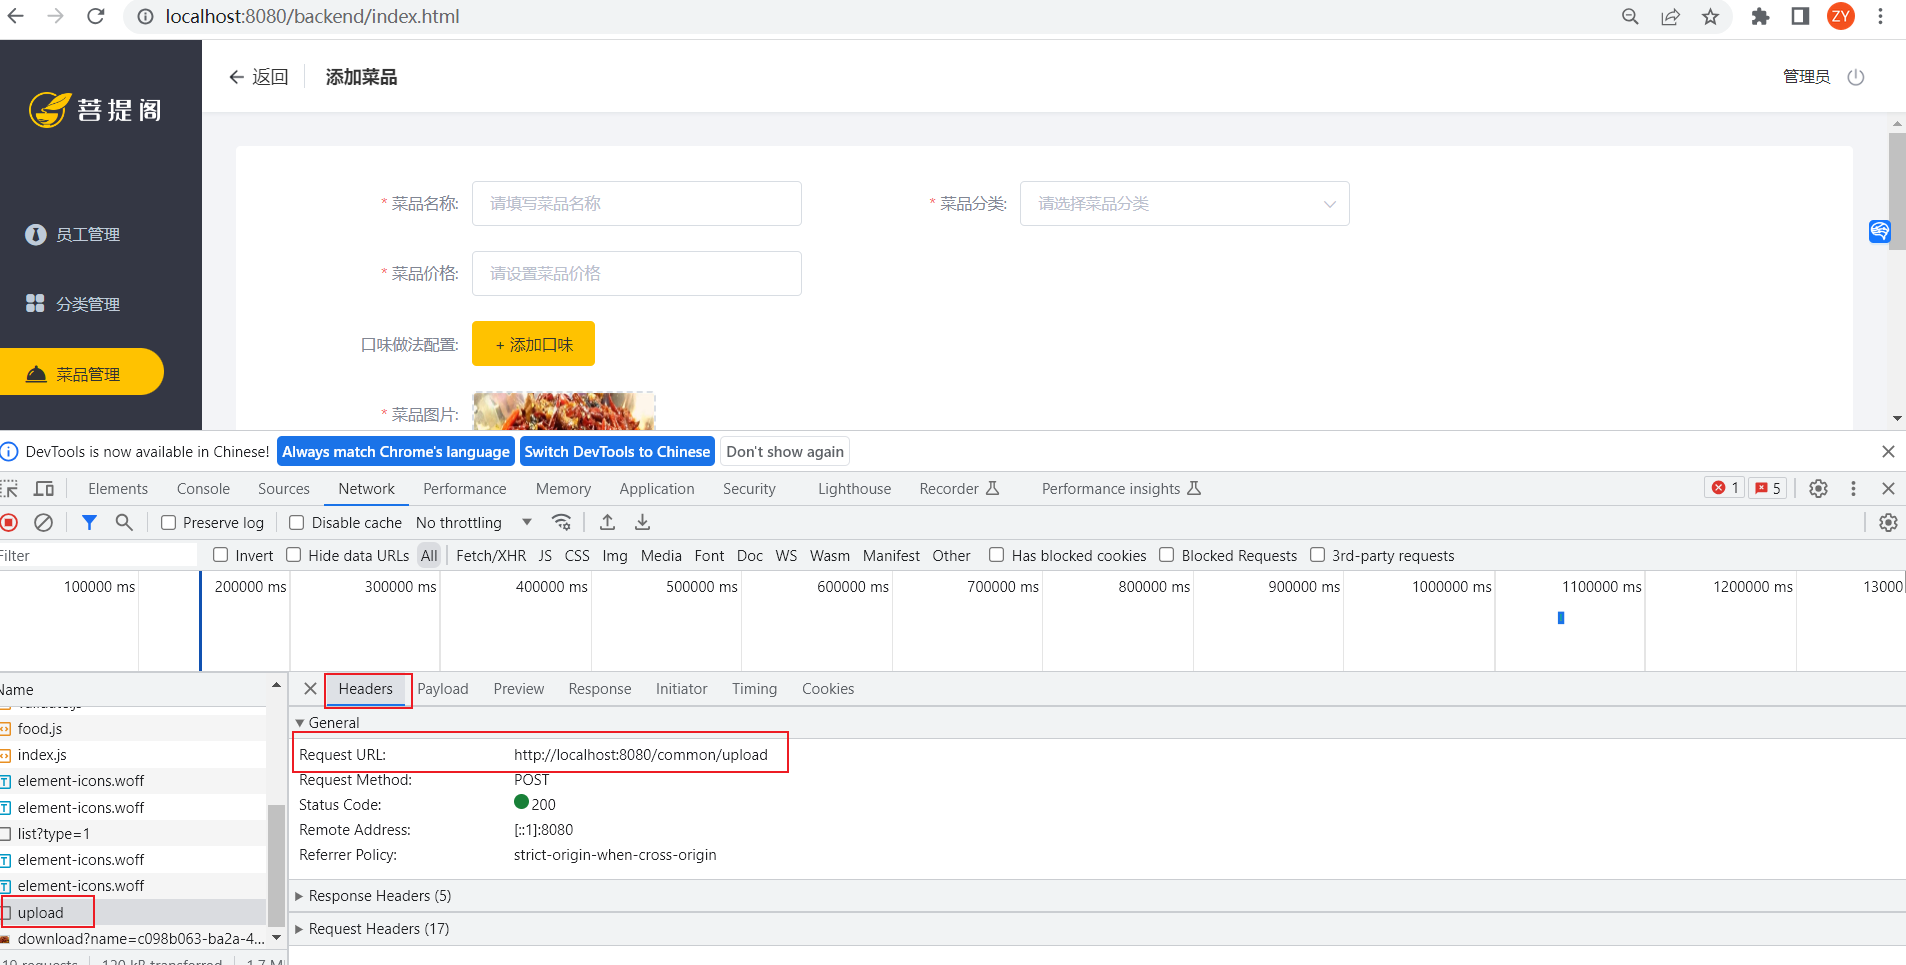 localhost:8080/backend/index.html
ZY
菩提阁
返回
添加菜品
管理员
* 菜品名称:
请填写菜品名称
* 菜品分类:
请选择菜品分类
员工管理
* 菜品价格:
请设置菜品价格
分类管理
口味做法配置:
+ 添加口味
菜品管理
* 菜品图片:
DevTools is now available in Chinese! Always match Chrome's language Switch DevTools to Chinese Don't show again
Elements Console Sources Network Performance Memory Application Security Lighthouse Recorder Performance insights 1 5
Preserve log Disable cache No throttling
Filter Invert Hide data URLs All Fetch/XHR JS CSS Img Media Font Doc WS Wasm Manifest Other Has blocked cookies Blocked Requests 3rd-party requests
100000 ms 200000 ms 300000 ms 400000 ms 500000 ms 600000 ms 700000 ms 800000 ms 900000 ms 1000000 ms 1100000 ms 1200000 ms 13000
Name
food.js
index.js
element-icons.woff
element-icons.woff
list?type=1
element-icons.woff
element-icons.woff
upload
download?name=c098b063-ba2a-4...
19 requests 120 kB transferred 1.7 M
Headers Payload Preview Response Initiator Timing Cookies
General
Request URL: http://localhost:8080/common/upload
Request Method: POST
Status Code: 200
Remote Address: [::1]:8080
Referrer Policy: strict-origin-when-cross-origin
Response Headers (5)
Request Headers (17)